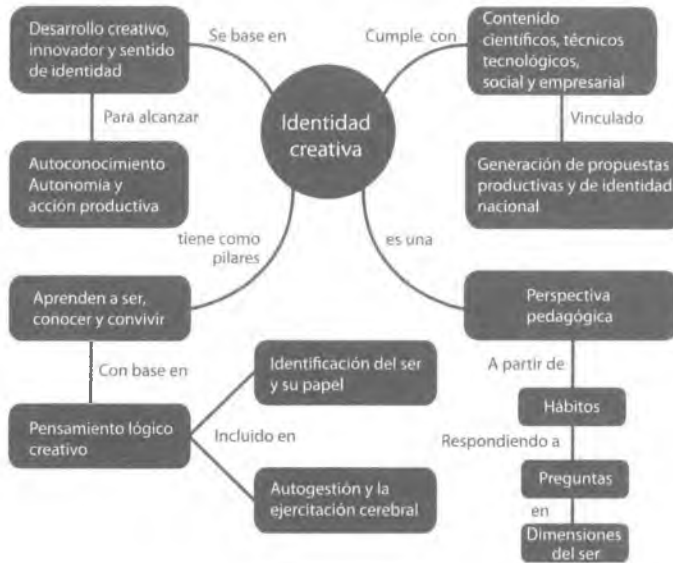 Desarrollo creativo,
innovador y sentido
de identidad
Se base en
Cumple con
Contenido
científicos, técnicos
tecnológicos,
social y empresarial
Para alcanzar
Identidad
creativa
Vinculado
Autoconocimiento
Autonomía y
acción productiva
Generación de propuestas
productivas y de identidad
nacional
tiene como
pilares
es una
Aprenden a ser,
conocer y convivir
Perspectiva
pedagógica
Con base en
Identificación del ser
y su papel
A partir de
Hábitos
Pensamiento lógico
creativo
Incluido en
Respondiendo a
Autogestión y la
ejercitación cerebral
Preguntas
en
Dimensiones
del ser